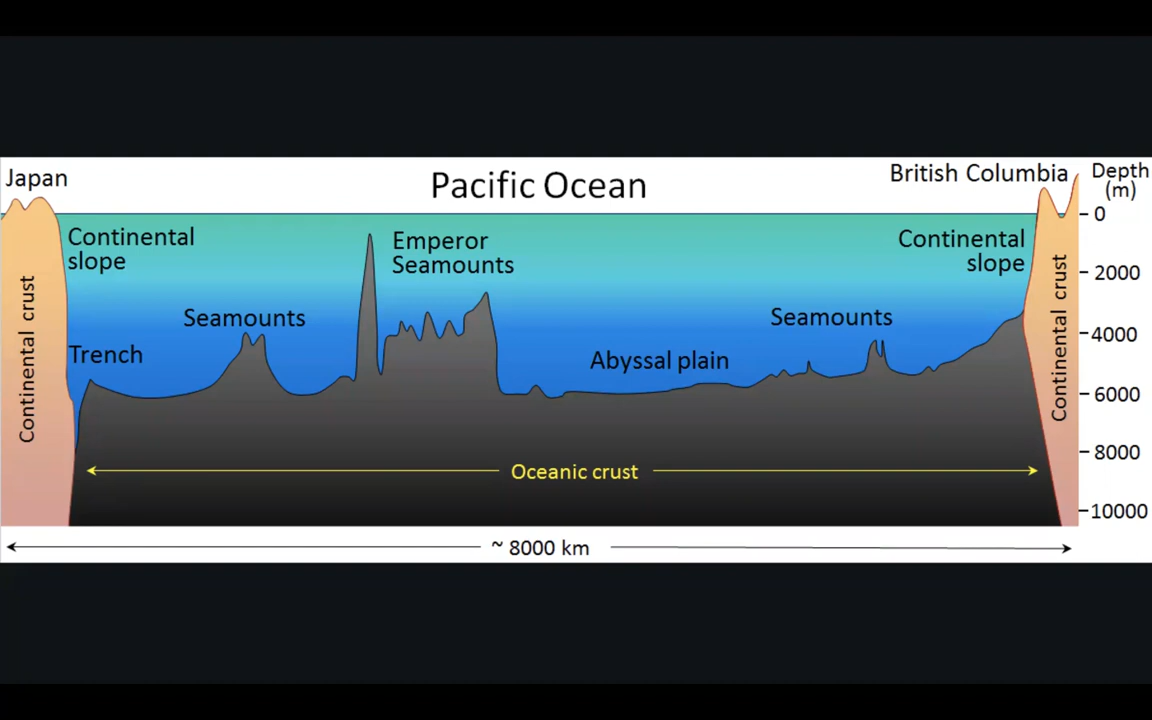 Japan
Pacific Ocean
British Columbia
Depth
(m)
0
Continental
slope
Emperor
Seamounts
Continental
slope
2000
Seamounts
Seamounts
4000
Trench
Abyssal plain
Continental crust
Continental crust
6000
8000
Oceanic crust
10000
~ 8000 km